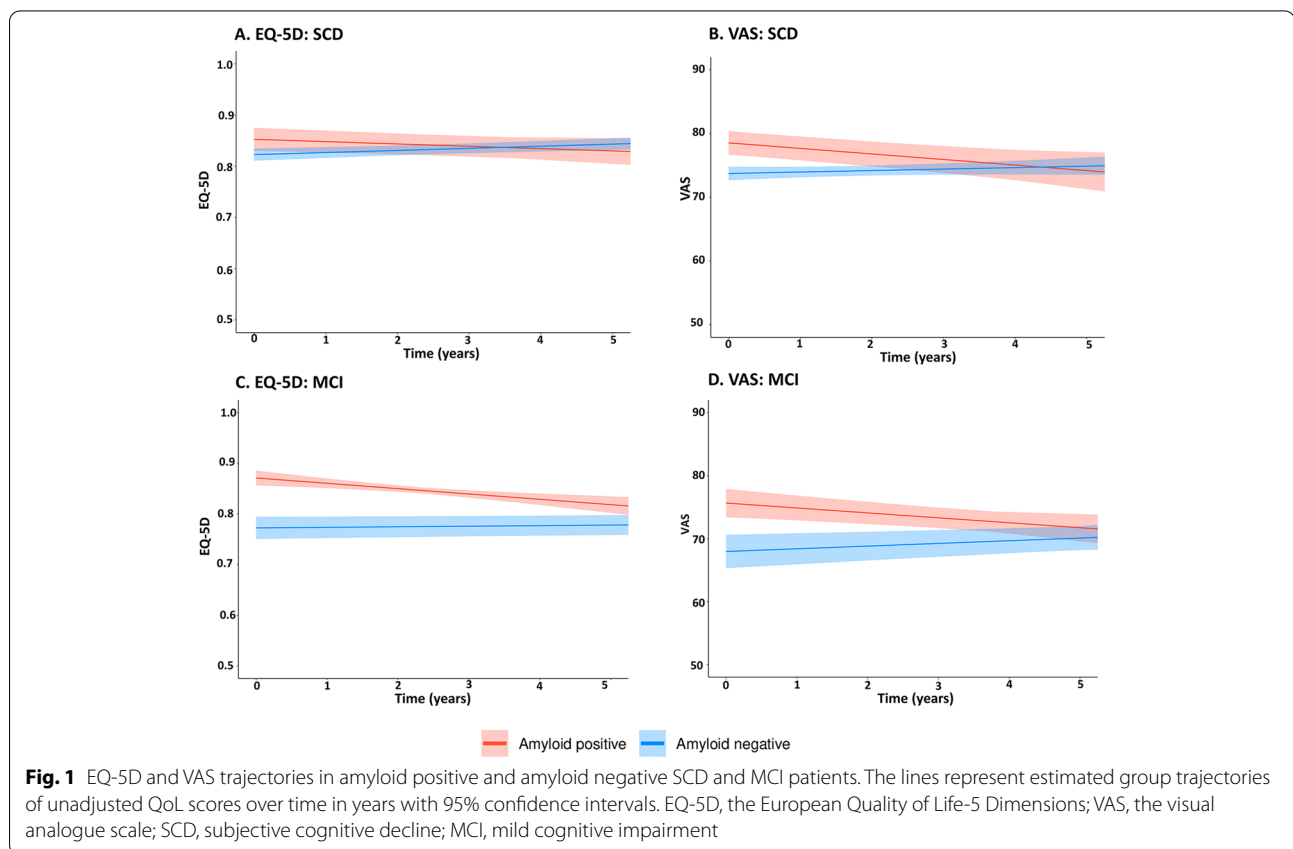 A. EQ-5D: SCD
1.0
0.9
0.8
0.7
0.6
0.5
EQ-5D
0 1 2 3 4 5
Time (years)
B. VAS: SCD
90
80
70
60
50
VAS
0 1 2 3 4 5
Time (years)
C. EQ-5D: MCI
1.0
0.9
0.8
0.7
0.6
0.5
EQ-5D
0 1 2 3 4 5
Time (years)
D. VAS: MCI
90
80
70
60
50
VAS
0 1 2 3 4 5
Time (years)
Amyloid positive Amyloid negative
Fig. 1 EQ-5D and VAS trajectories in amyloid positive and amyloid negative SCD and MCI patients. The lines represent estimated group trajectories
of unadjusted QoL scores over time in years with 95% confidence intervals. EQ-5D, the European Quality of Life-5 Dimensions; VAS, the visual
analogue scale; SCD, subjective cognitive decline; MCI, mild cognitive impairment